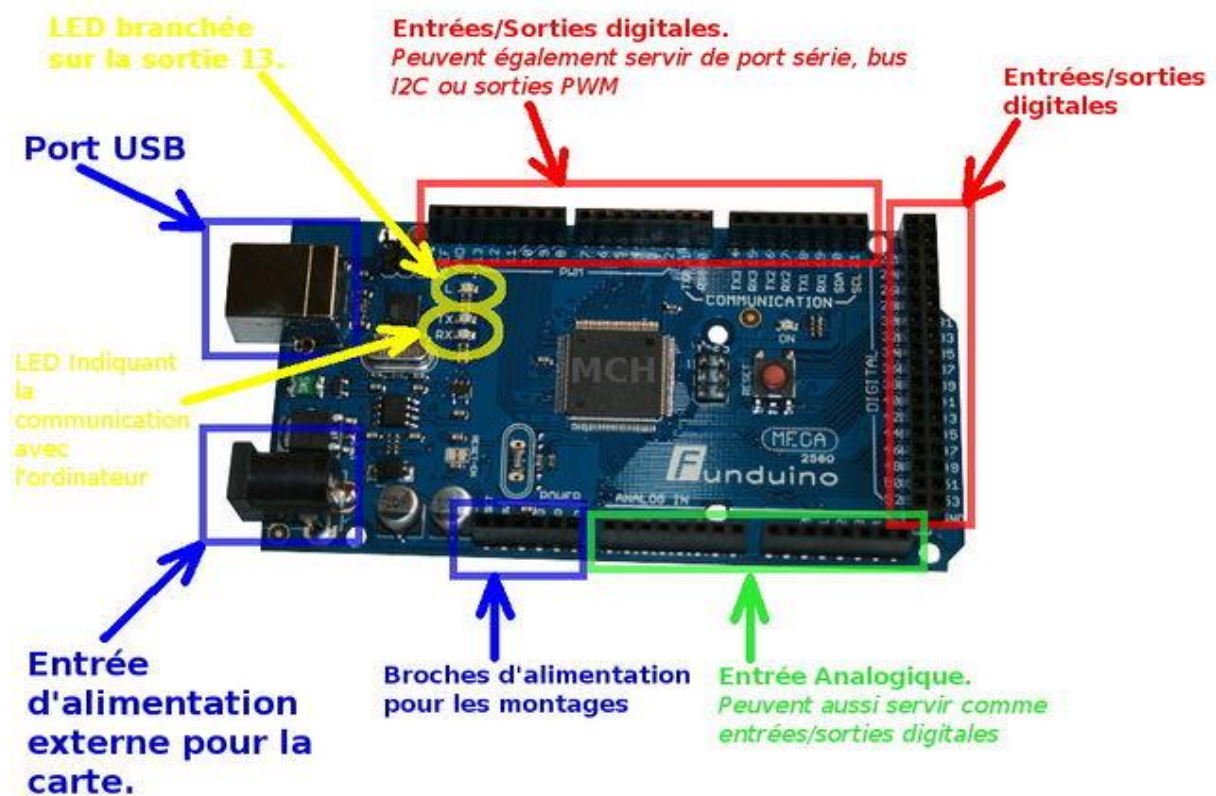 LED branchée
sur la sortie 13.
Entrées/Sorties digitales.
Peuvent également servir de port série, bus
I2C ou sorties PWM
Entrées/sorties
digitales
Port USB
PWM
COMMUNICATION
L
TX
RX
LED Indiquant
la
communication
avec
l'ordinateur
MCH
ON
RESET
DIGITAL
MEGA
2560
Funduino
POWER
ANALOG IN
Entrée
d'alimentation
externe pour la
carte.
Broches d'alimentation
pour les montages
Entrée Analogique.
Peuvent aussi servir comme
entrées/sorties digitales